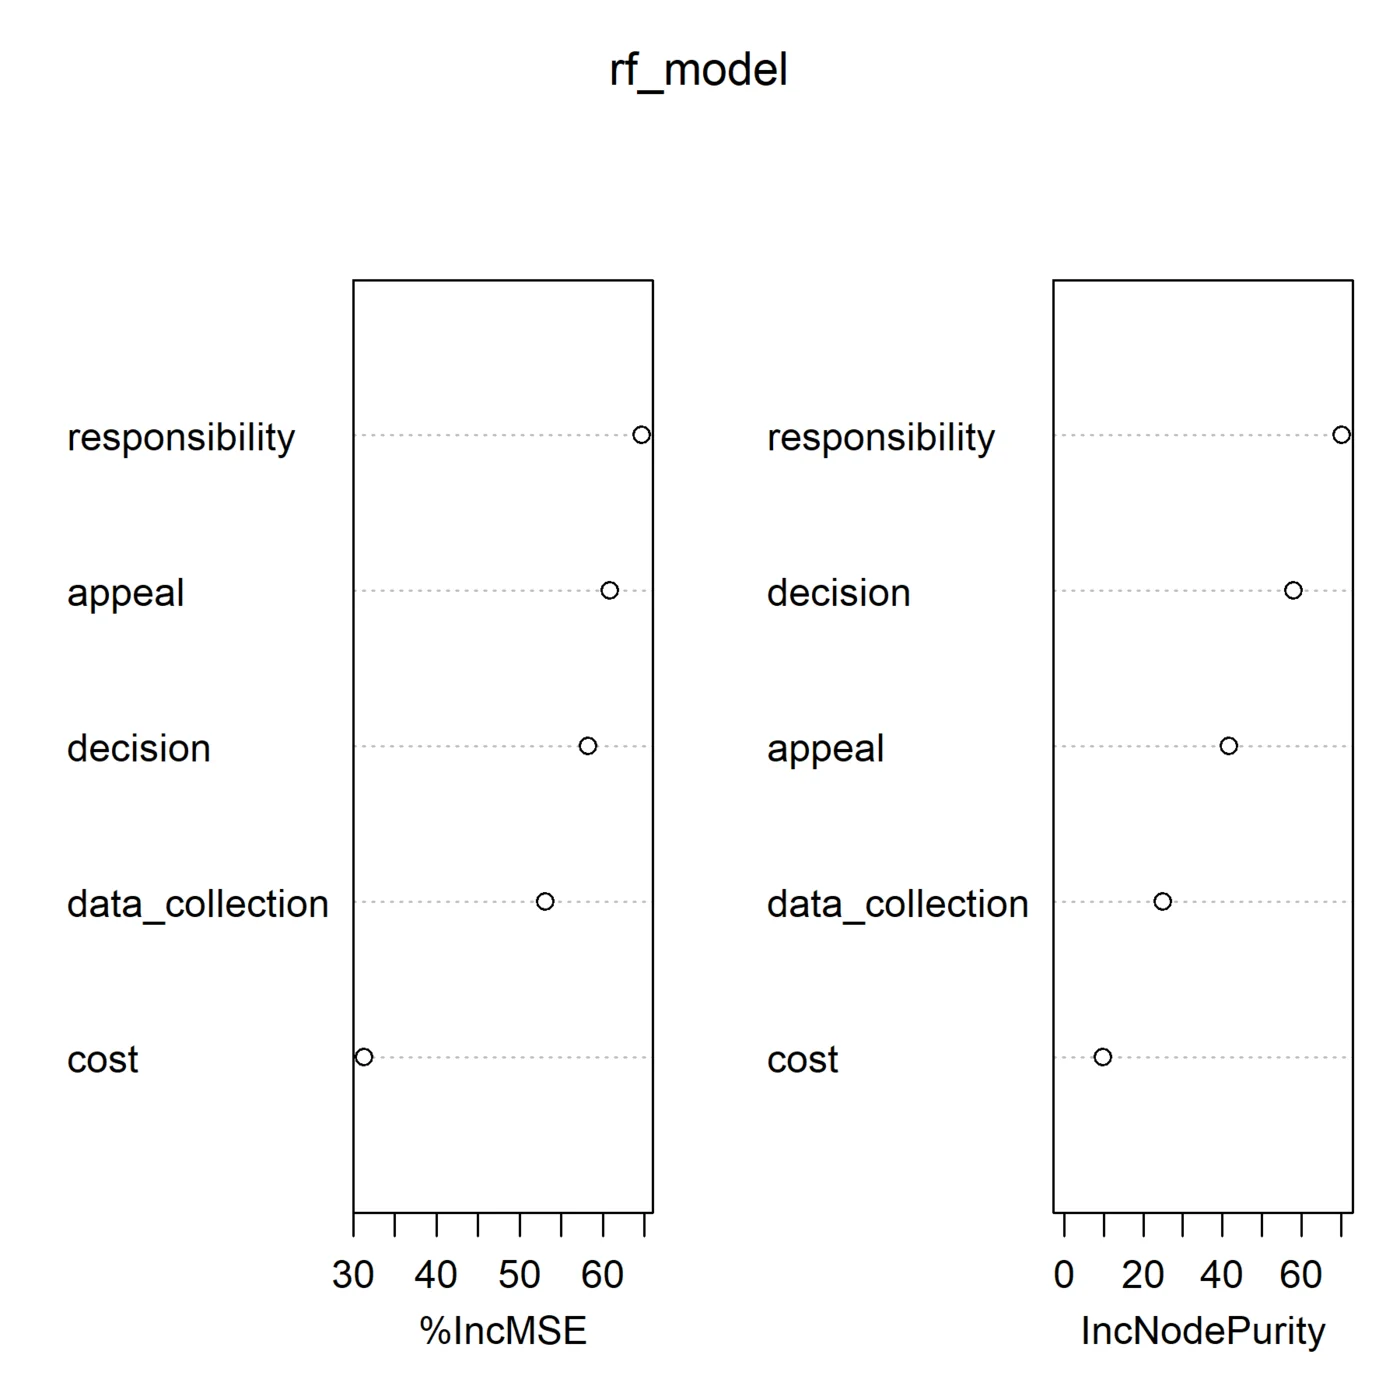 rf_model
responsibility
appeal
decision
data_collection
cost
30 40 50 60
%IncMSE
responsibility
decision
appeal
data_collection
cost
0 20 40 60
IncNodePurity